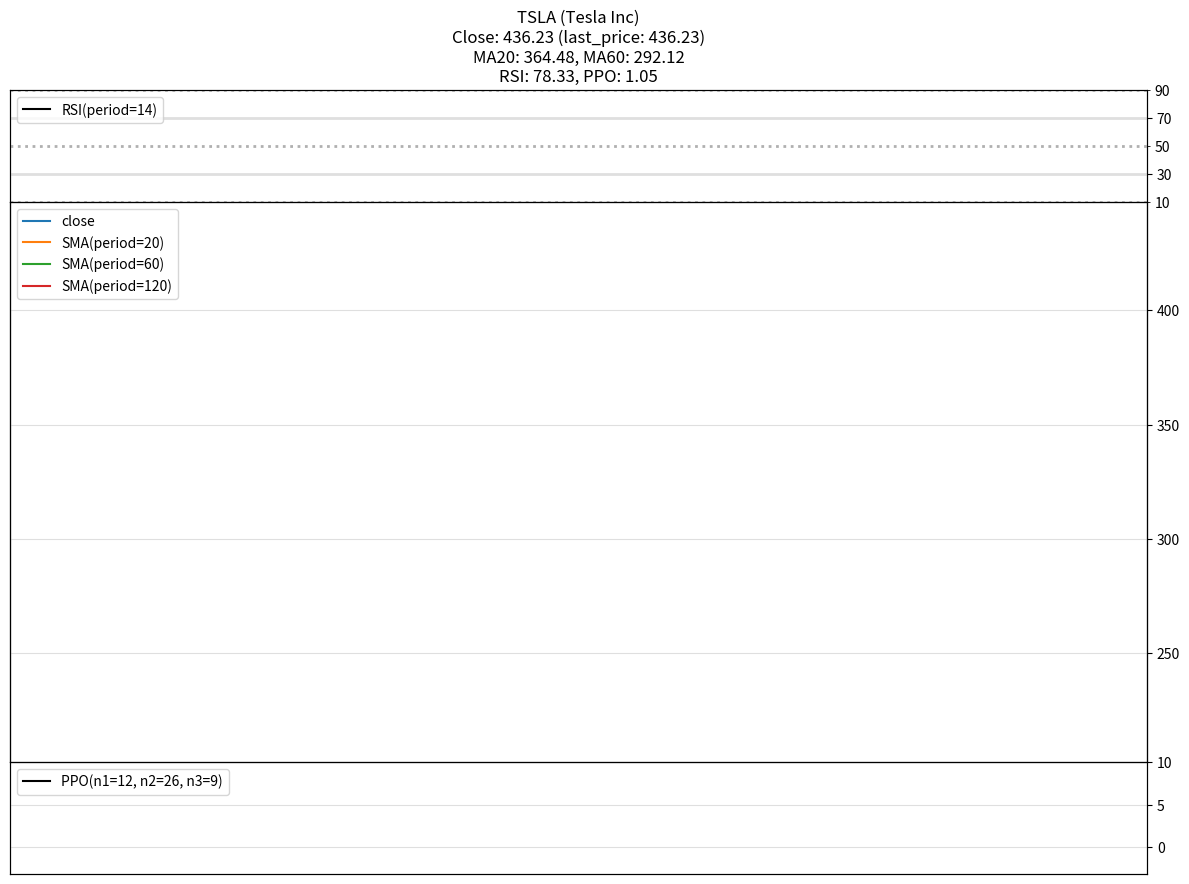 TSLA (Tesla Inc)
Close: 436.23 (last_price: 436.23)
MA20: 364.48, MA60: 292.12
RSI: 78.33, PPO: 1.05
RSI(period=14)
90
70
50
30
10
close
SMA(period=20)
SMA(period=60)
SMA(period=120)
400
350
300
250
PPO(n1=12, n2=26, n3=9)
10
5
0